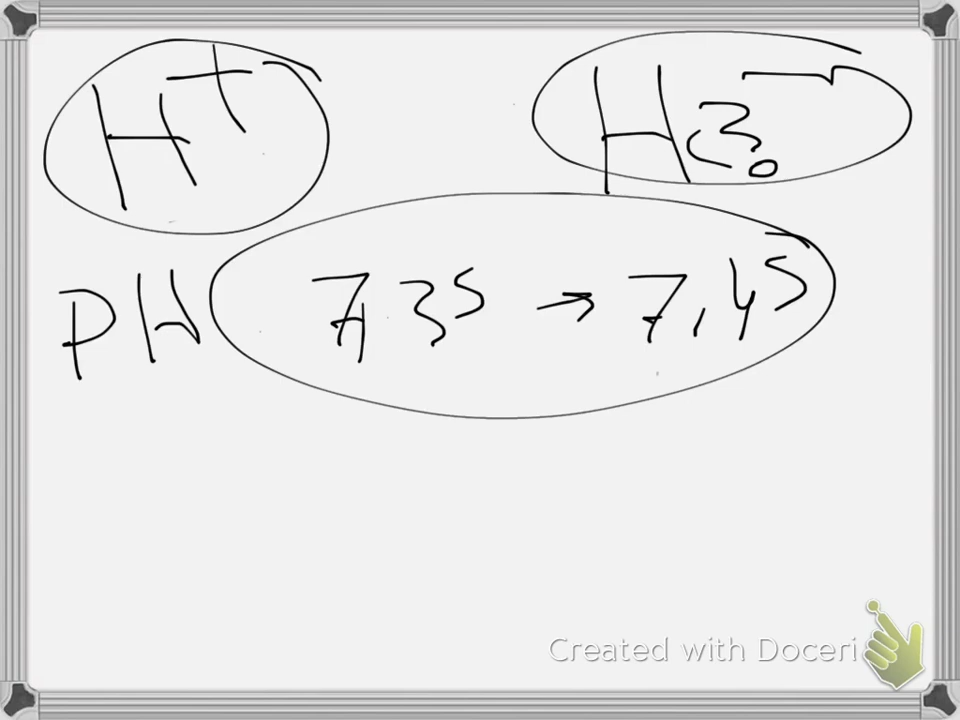 H+ HCO3-
PH 7,35 → 7,45
Created with Doceri